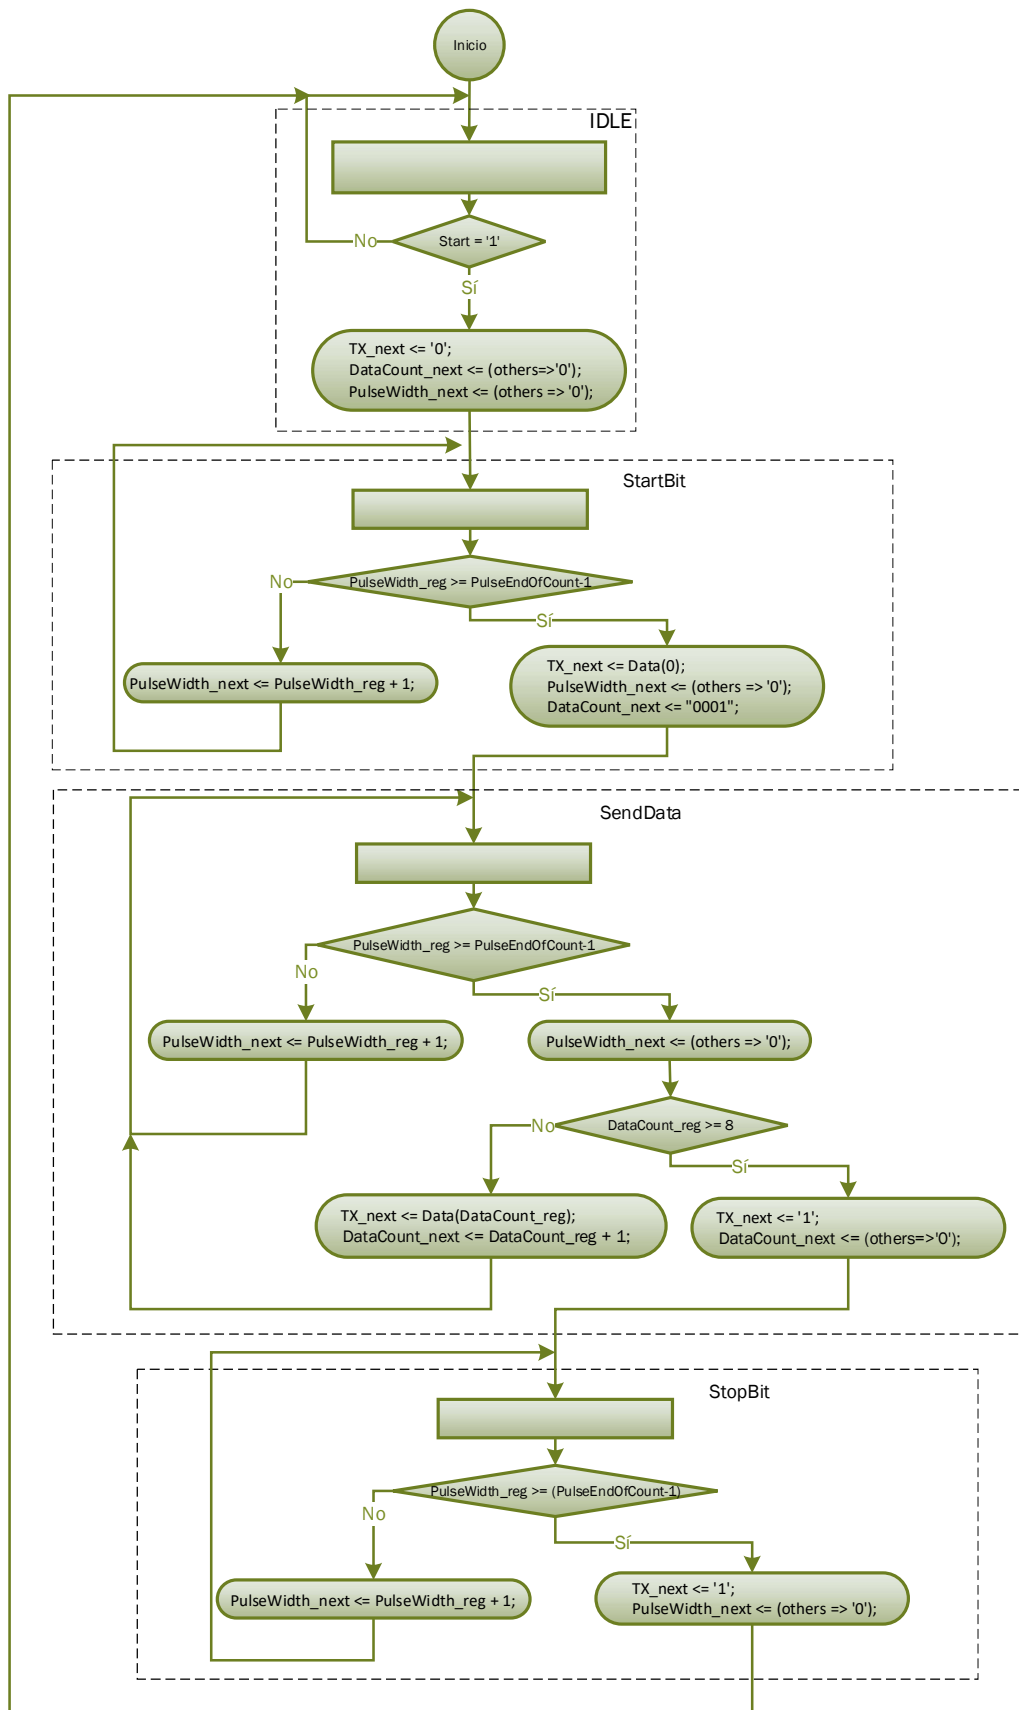 Inicio
IDLE
Start = '1'
No
Sí
TX_next <= '0';
DataCount_next <= (others=>'0');
PulseWidth_next <= (others => '0');
StartBit
PulseWidth_reg >= PulseEndOfCount-1
No
Sí
PulseWidth_next <= PulseWidth_reg + 1;
TX_next <= Data(0);
PulseWidth_next <= (others => '0');
DataCount_next <= "0001";
SendData
PulseWidth_reg >= PulseEndOfCount-1
No
Sí
PulseWidth_next <= PulseWidth_reg + 1;
PulseWidth_next <= (others => '0');
DataCount_reg >= 8
No
Sí
TX_next <= Data(DataCount_reg);
DataCount_next <= DataCount_reg + 1;
TX_next <= '1';
DataCount_next <= (others=>'0');
StopBit
PulseWidth_reg >= (PulseEndOfCount-1)
No
Sí
PulseWidth_next <= PulseWidth_reg + 1;
TX_next <= '1';
PulseWidth_next <= (others => '0');